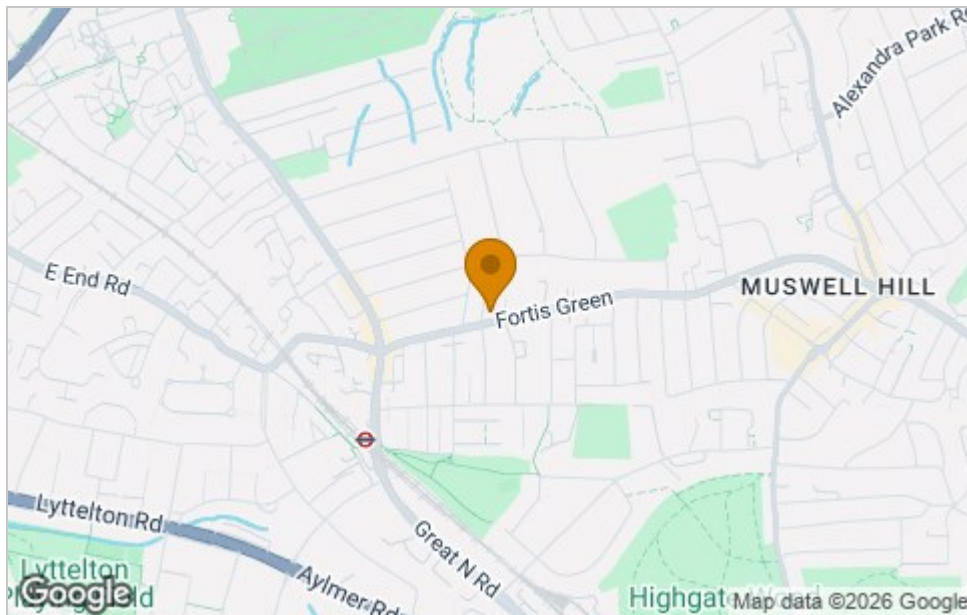 Alexandra Park R
E End Rd
Fortis Green
MUSWELL HILL
Lyttelton Rd
Great N Rd
Aylmer Rd
Lyttelton
Google
Highgate
Map data ©2026 Google